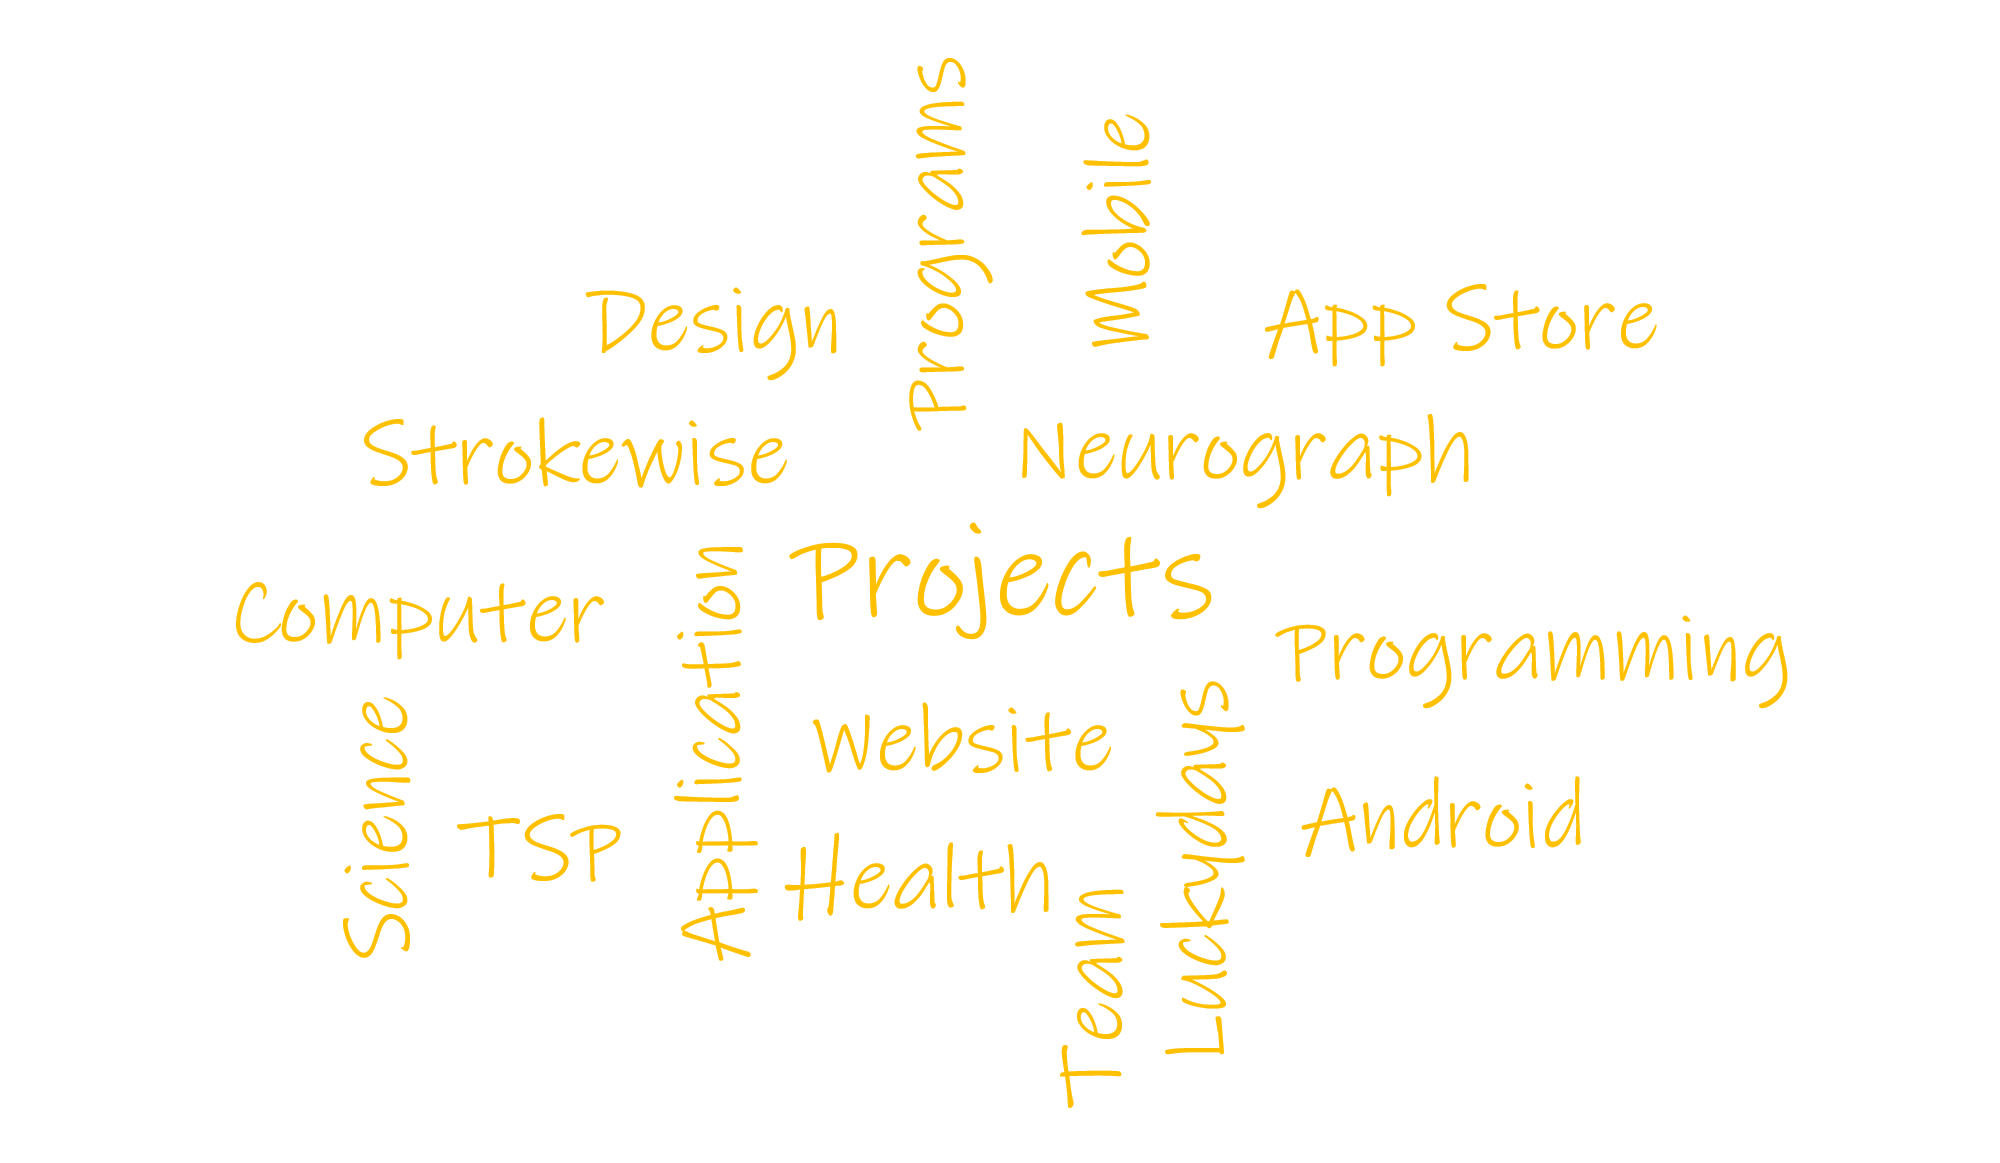 Programs
Mobile
Design
App Store
Strokewise
Neurograph
Projects
Computer
Application
Programming
Science
Website
Luckydays
TSP
Android
Health
Team